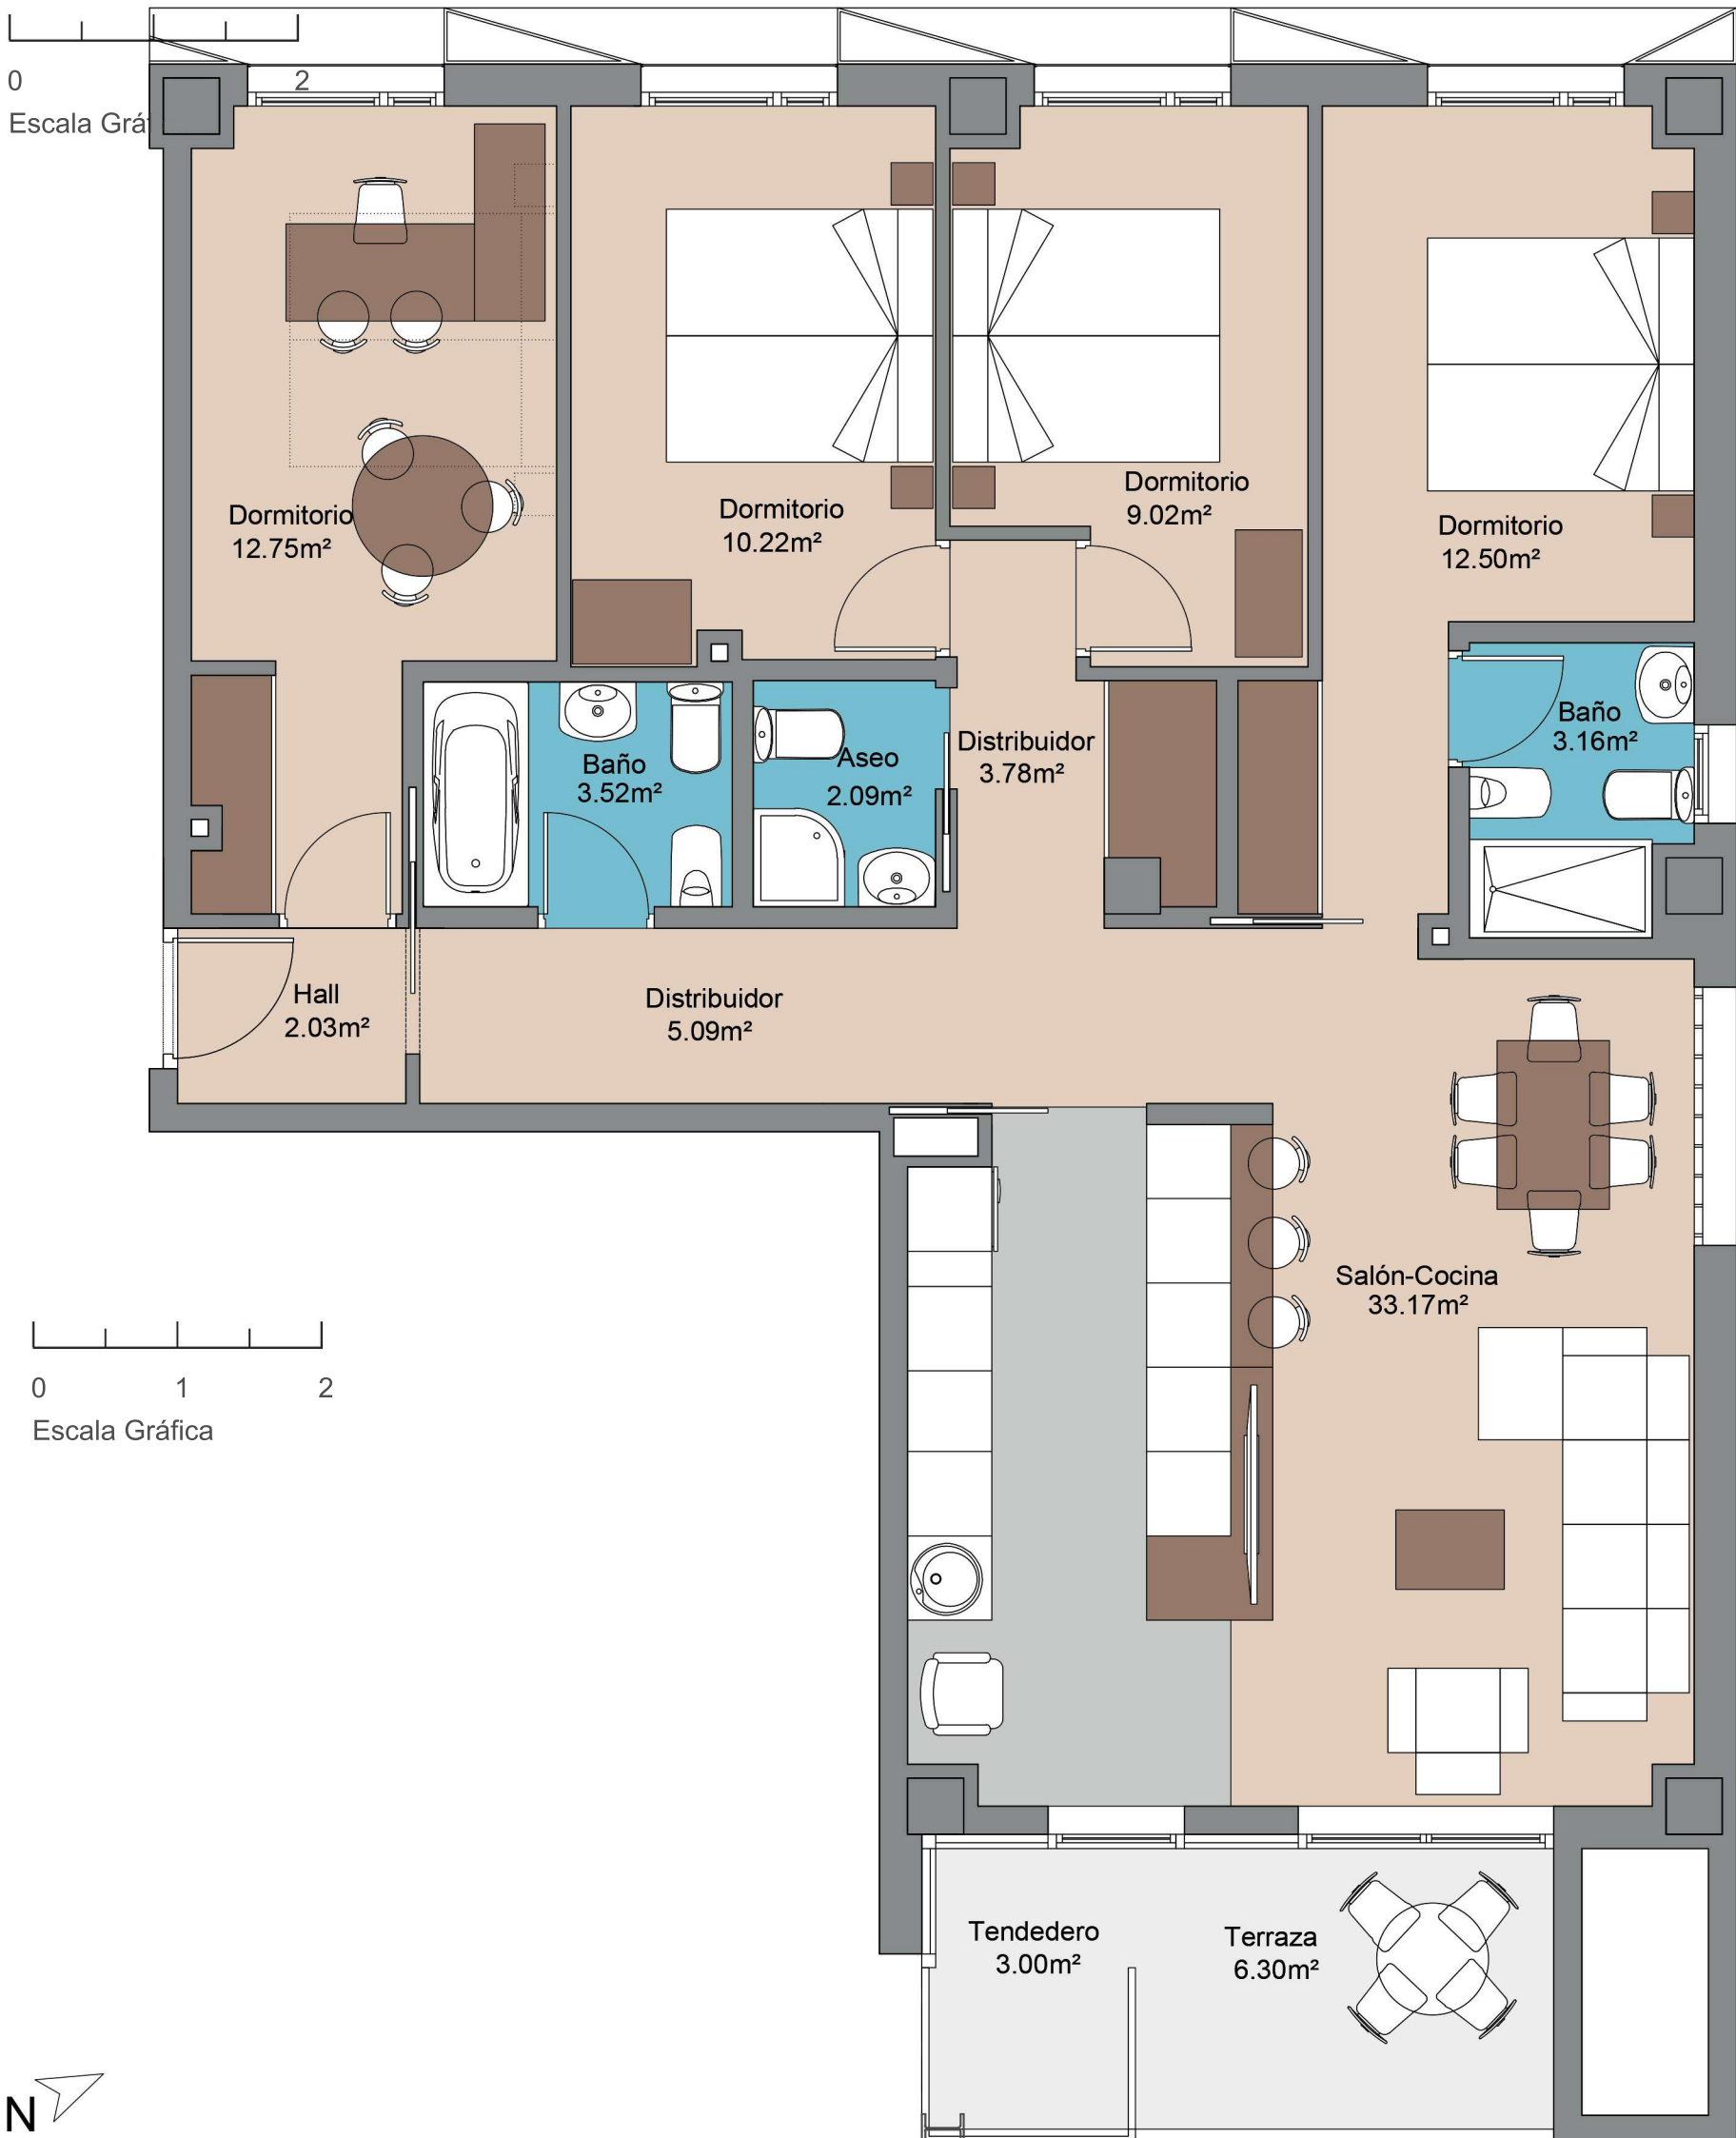 0 2
Escala Grá
Dormitorio
12.75m²
Dormitorio
10.22m²
Dormitorio
9.02m²
Dormitorio
12.50m²
Baño
3.52m²
Aseo
2.09m²
Distribuidor
3.78m²
Baño
3.16m²
Hall
2.03m²
Distribuidor
5.09m²
Salón-Cocina
33.17m²
0 1 2
Escala Gráfica
Tendedero
3.00m²
Terraza
6.30m²
N